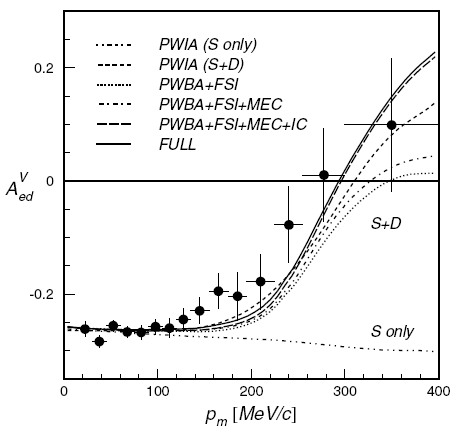 PWIA (S only)
PWIA (S+D)
PWBA+FSI
PWBA+FSI+MEC
PWBA+FSI+MEC+IC
FULL
0.2
0
-0.2
A_ed^V
S+D
S only
0 100 200 300 400
p_m [MeV/c]